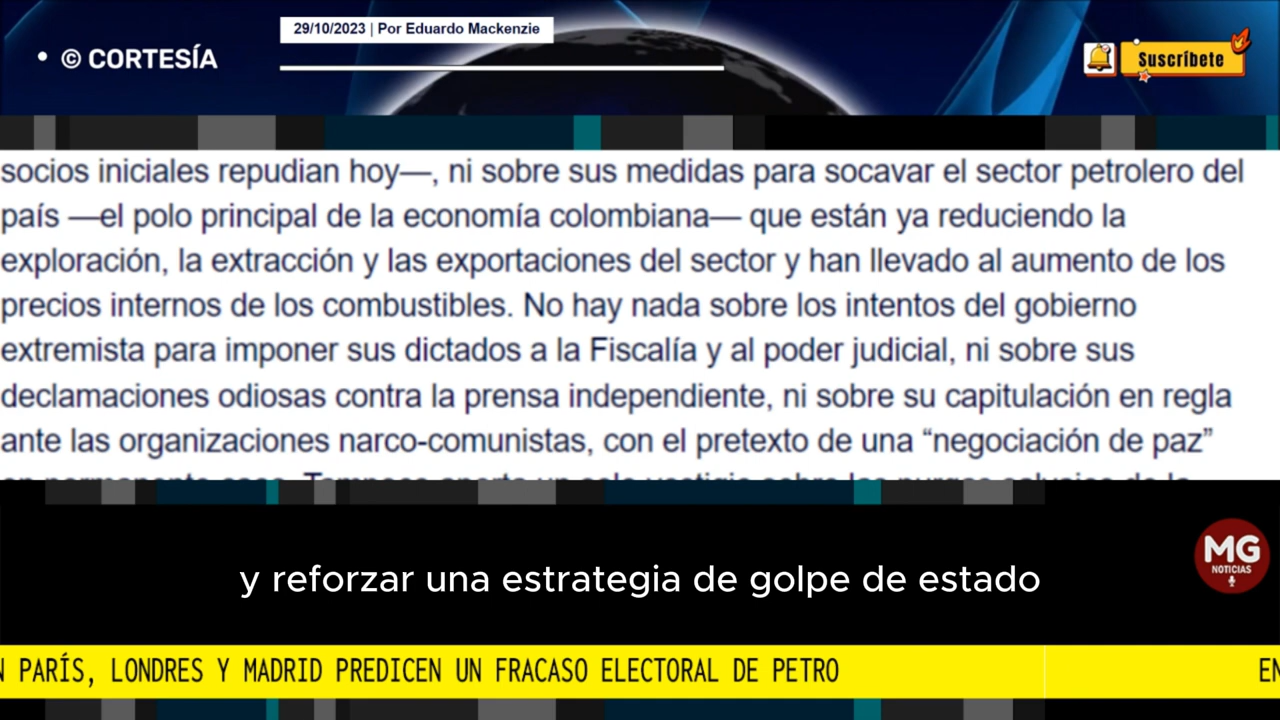 29/10/2023 | Por Eduardo Mackenzie
• © CORTESÍA
Suscríbete
socios iniciales repudian hoy—, ni sobre sus medidas para socavar el sector petrolero del
país —el polo principal de la economía colombiana— que están ya reduciendo la
exploración, la extracción y las exportaciones del sector y han llevado al aumento de los
precios internos de los combustibles. No hay nada sobre los intentos del gobierno
extremista para imponer sus dictados a la Fiscalía y al poder judicial, ni sobre sus
declamaciones odiosas contra la prensa independiente, ni sobre su capitulación en regla
ante las organizaciones narco-comunistas, con el pretexto de una “negociación de paz”
MG
NOTICIAS
y reforzar una estrategia de golpe de estado
PARÍS, LONDRES Y MADRID PREDICEN UN FRACASO ELECTORAL DE PETRO
EN